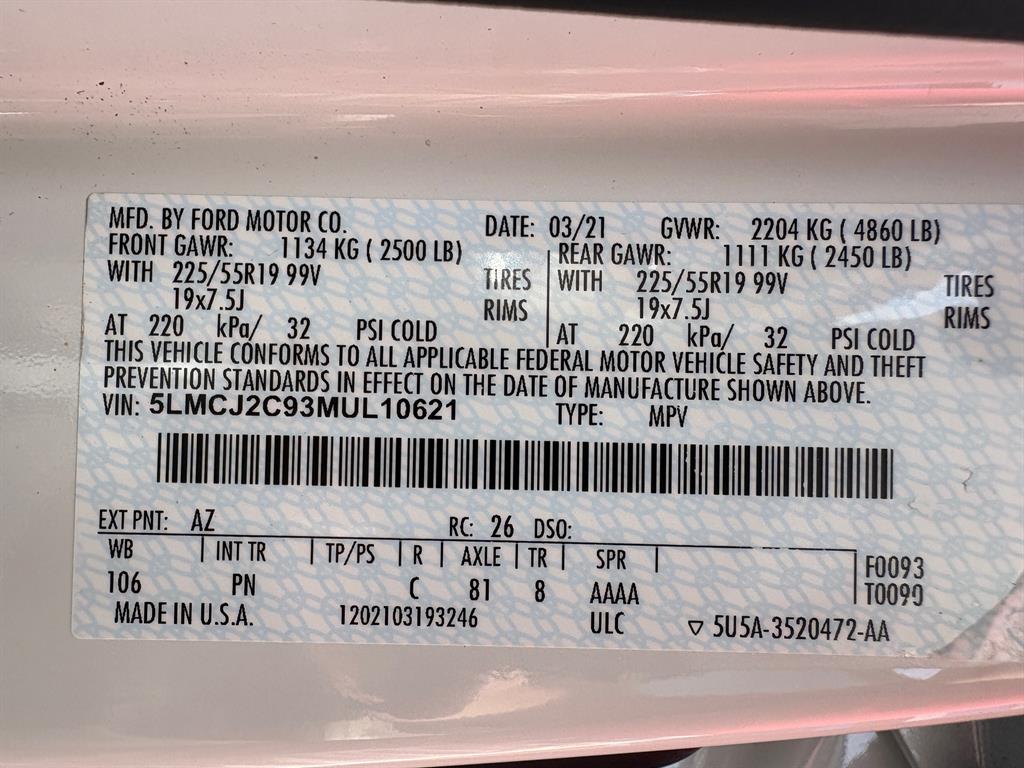 MFD. BY FORD MOTOR CO. DATE: 03/21 GVWR: 2204 KG ( 4860 LB)
FRONT GAWR: 1134 KG ( 2500 LB) REAR GAWR: 1111 KG ( 2450 LB)
WITH 225/55R19 99V TIRES WITH 225/55R19 99V TIRES
19x7.5J RIMS 19x7.5J RIMS
AT 220 kPa/ 32 PSI COLD AT 220 kPa/ 32 PSI COLD
THIS VEHICLE CONFORMS TO ALL APPLICABLE FEDERAL MOTOR VEHICLE SAFETY AND THEFT
PREVENTION STANDARDS IN EFFECT ON THE DATE OF MANUFACTURE SHOWN ABOVE.
VIN: 5LMCJ2C93MUL10621 TYPE: MPV
EXT PNT: AZ RC: 26 DSO:
WB INT TR TP/PS R AXLE TR SPR F0093
106 PN C 81 8 AAAA T0090
MADE IN U.S.A. 1202103193246 ULC ▽ 5U5A-3520472-AA